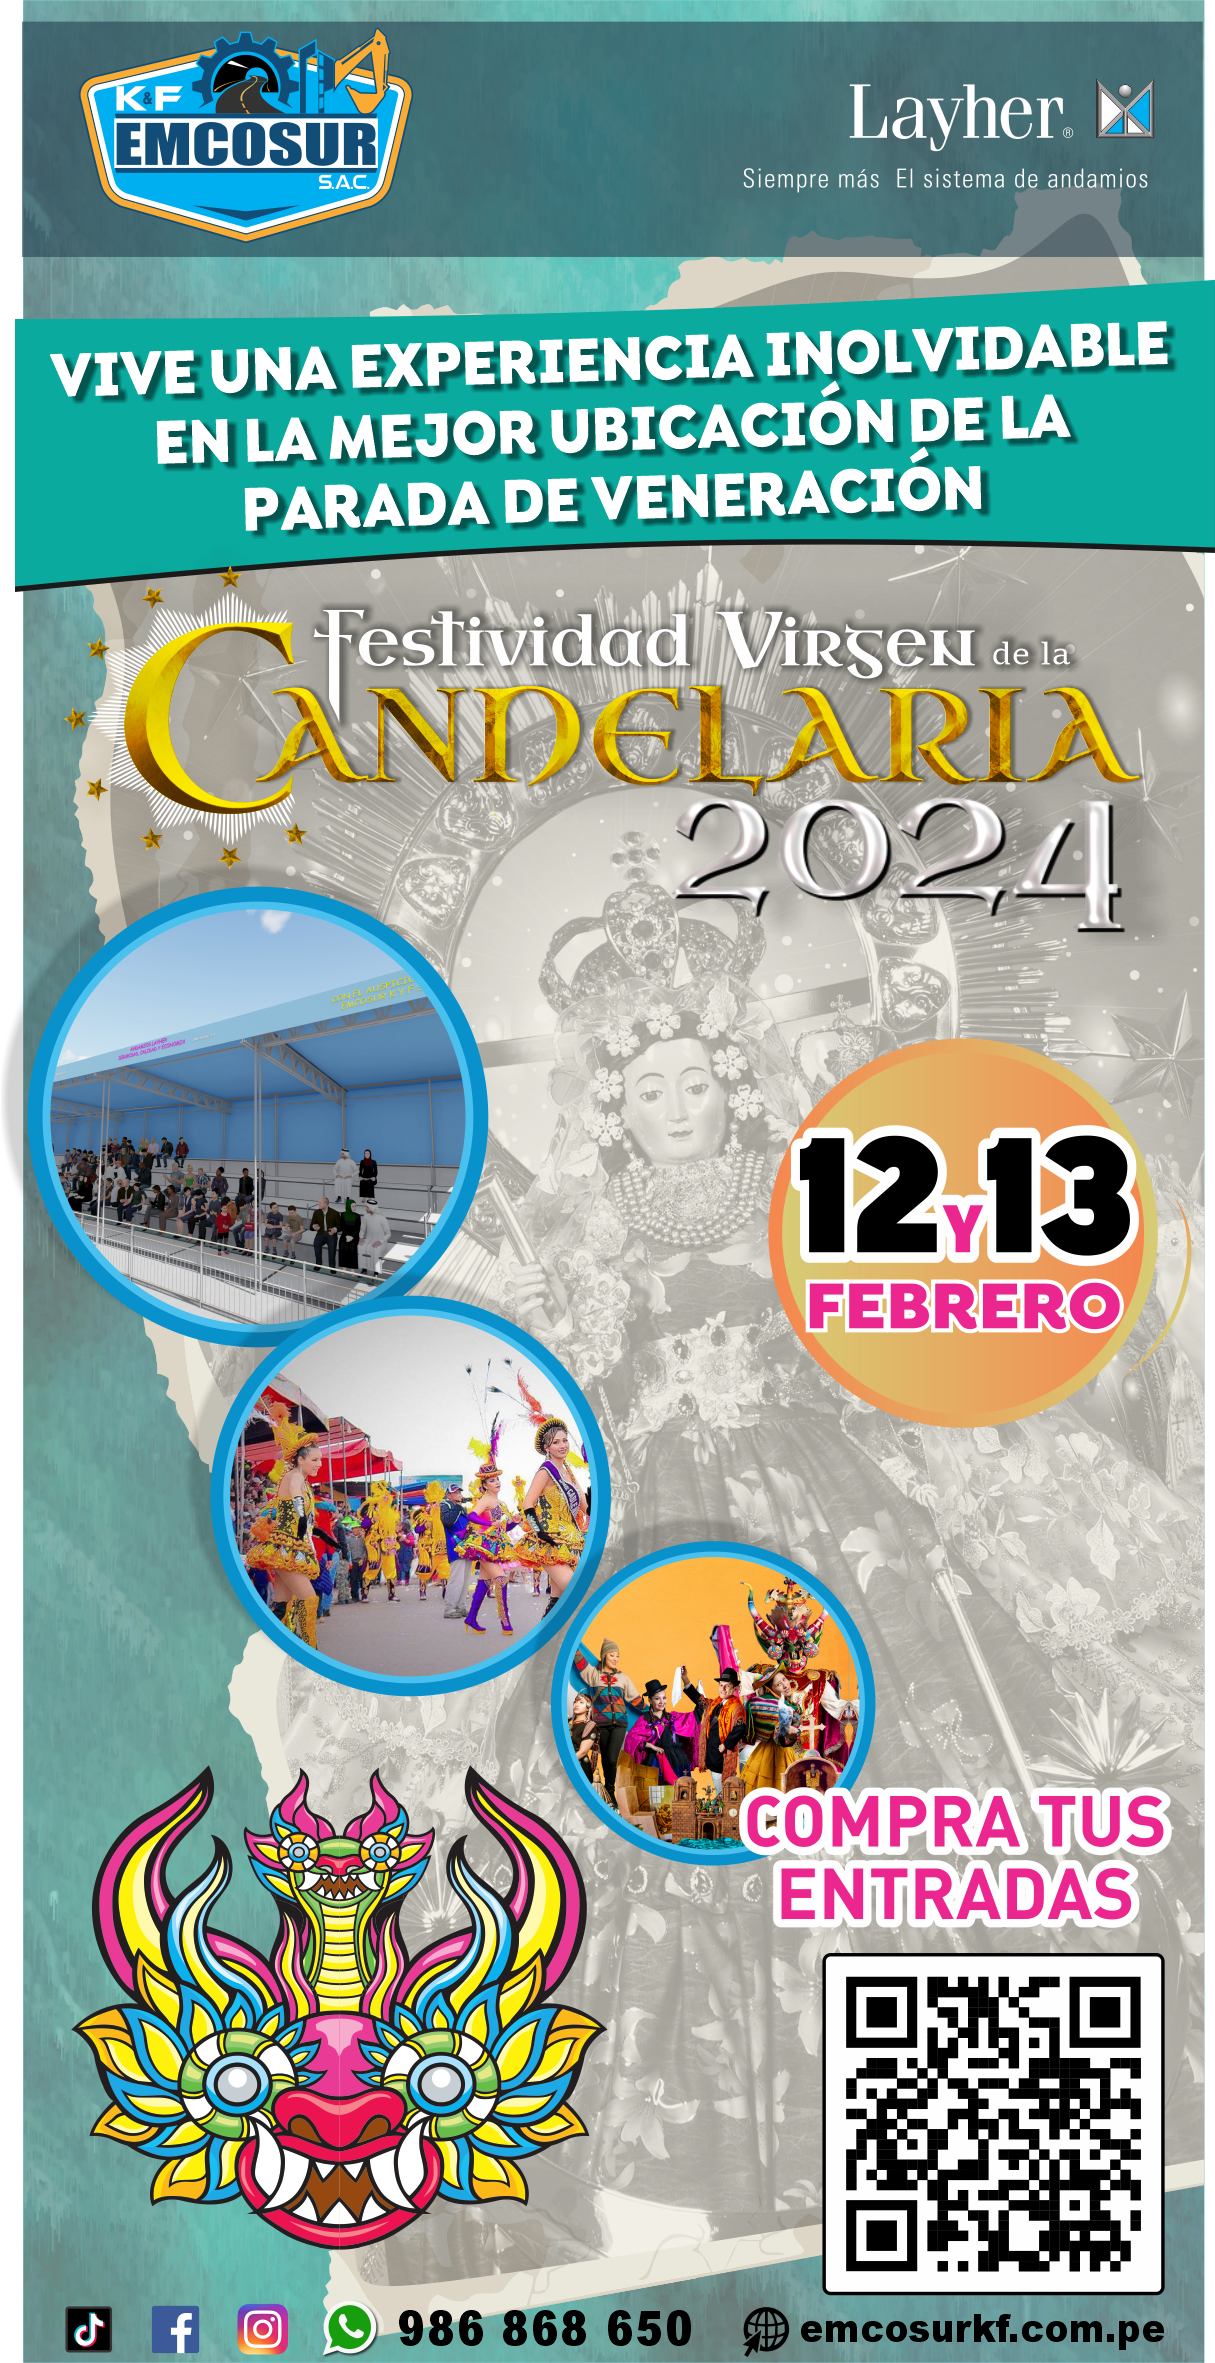 K&F
EMCOSUR
S.A.C.
Layher®
Siempre más El sistema de andamios
VIVE UNA EXPERIENCIA INOLVIDABLE
EN LA MEJOR UBICACIÓN DE LA
PARADA DE VENERACIÓN
Festividad Virgen de la
CANDELARIA
2024
12 Y 13
FEBRERO
COMPRA TUS
ENTRADAS
986 868 650
emcosurkf.com.pe